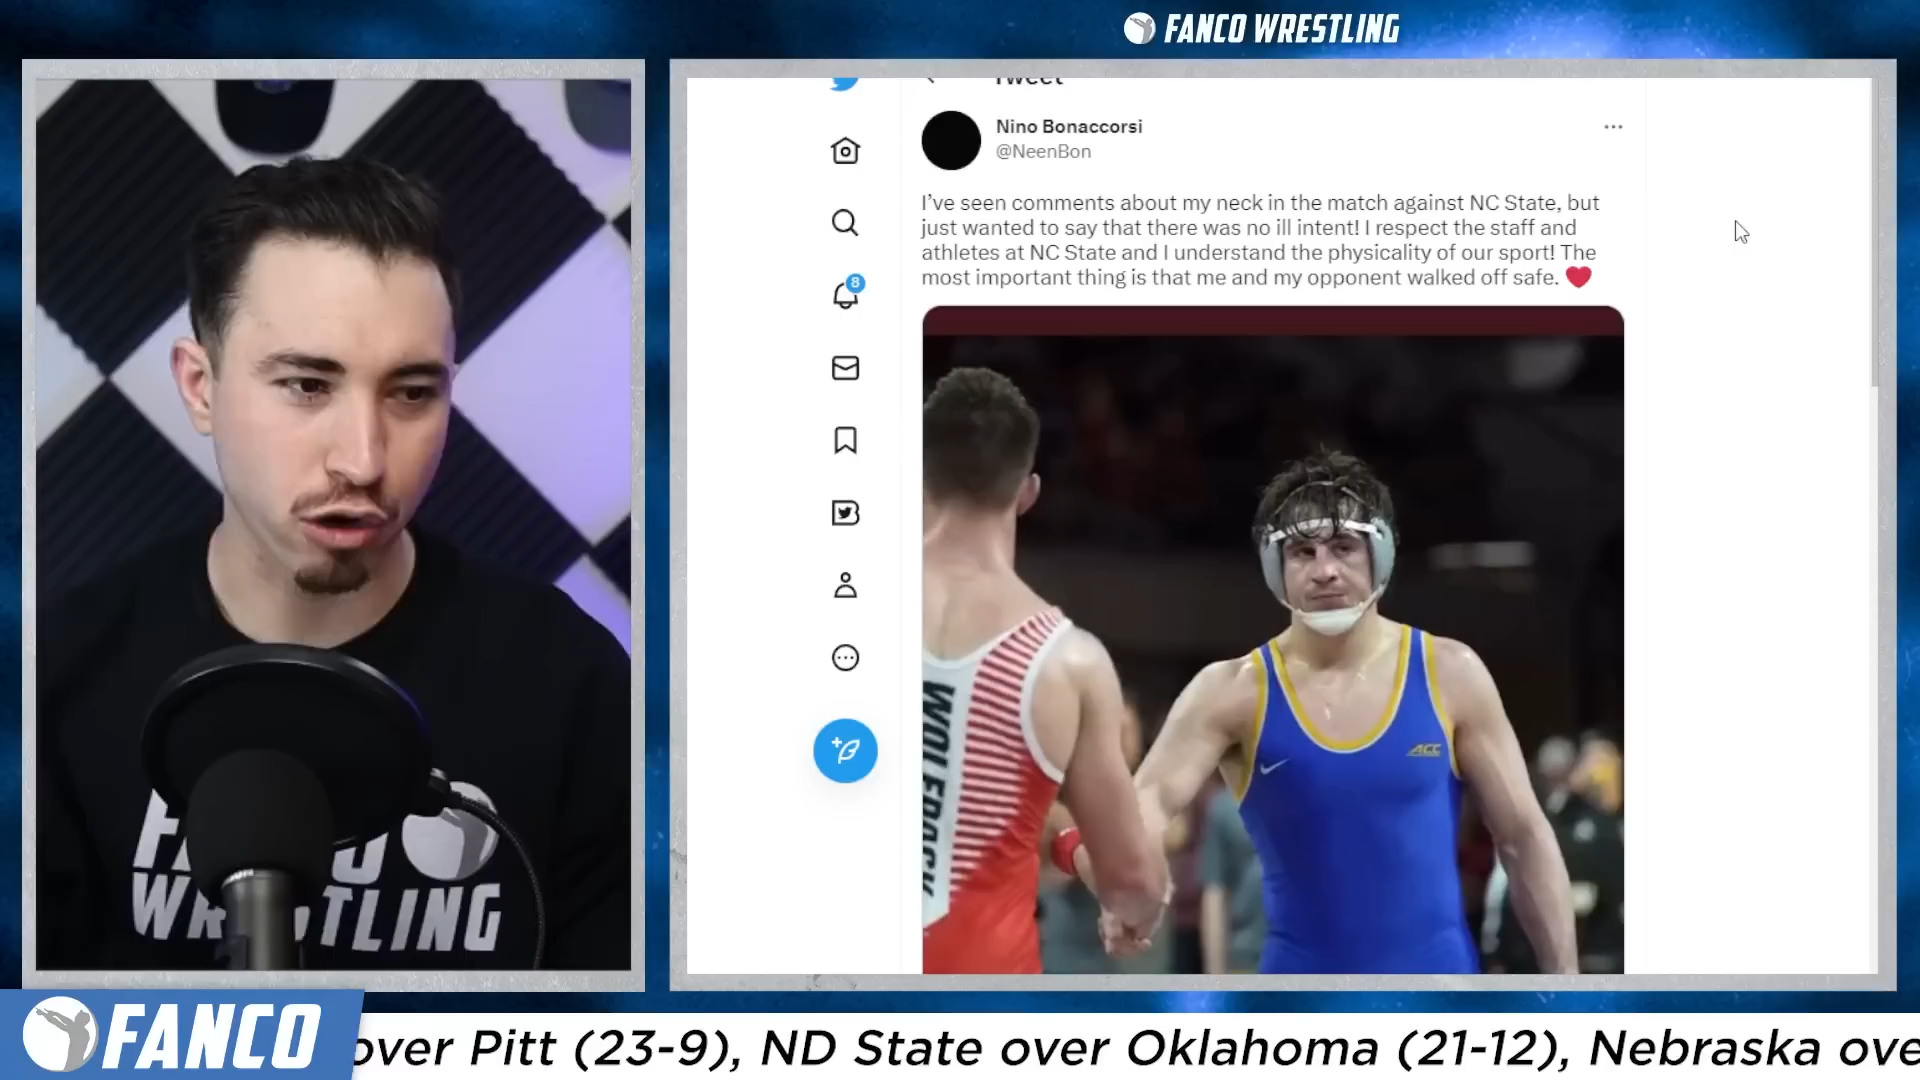 FANCO WRESTLING
Tweet
Nino Bonaccorsi
@NeenBon
I've seen comments about my neck in the match against NC State, but
just wanted to say that there was no ill intent! I respect the staff and
athletes at NC State and I understand the physicality of our sport! The
most important thing is that me and my opponent walked off safe. ❤️
8
WOLFPACK
ACC
WRESTLING
FANCO
over Pitt (23-9), ND State over Oklahoma (21-12), Nebraska ove